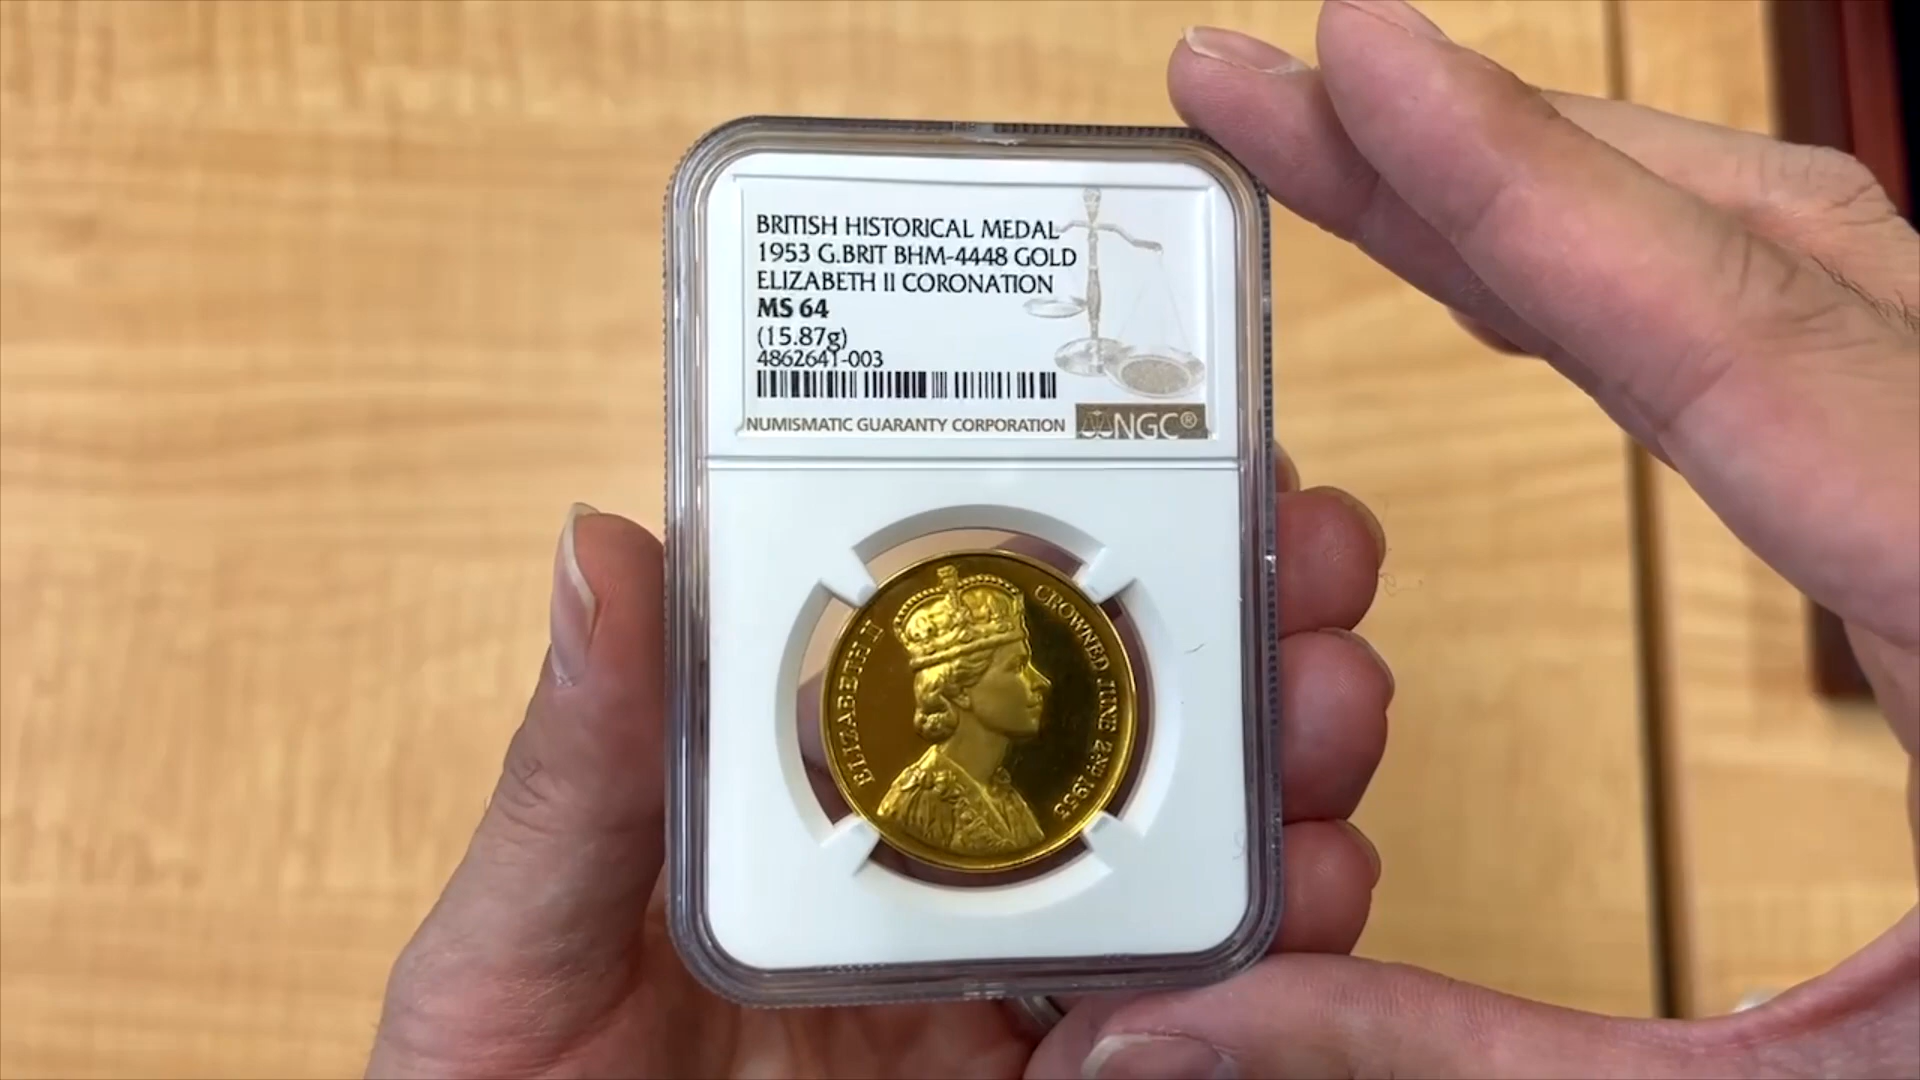 BRITISH HISTORICAL MEDAL
1953 G.BRIT BHM-4448 GOLD
ELIZABETH II CORONATION
MS 64
(15.87g)
4862641-003
NUMISMATIC GUARANTY CORPORATION NGC®
ELIZABETH II
CROWNED JUNE 2ND 1953